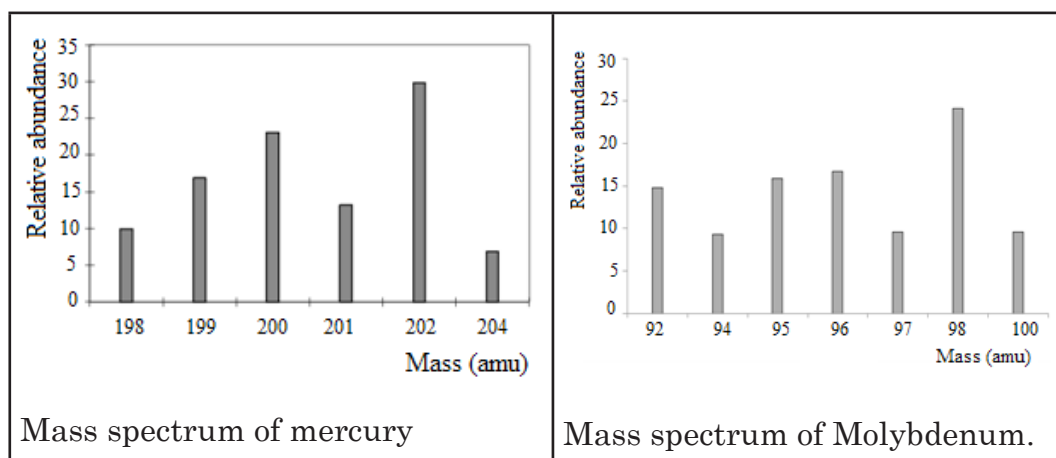 35
30
25
20
15
10
5
0
Relative abundance
198 199 200 201 202 204
Mass (amu)
Mass spectrum of mercury
30
25
20
15
10
5
0
Relative abundance
92 94 95 96 97 98 100
Mass (amu)
Mass spectrum of Molybdenum.